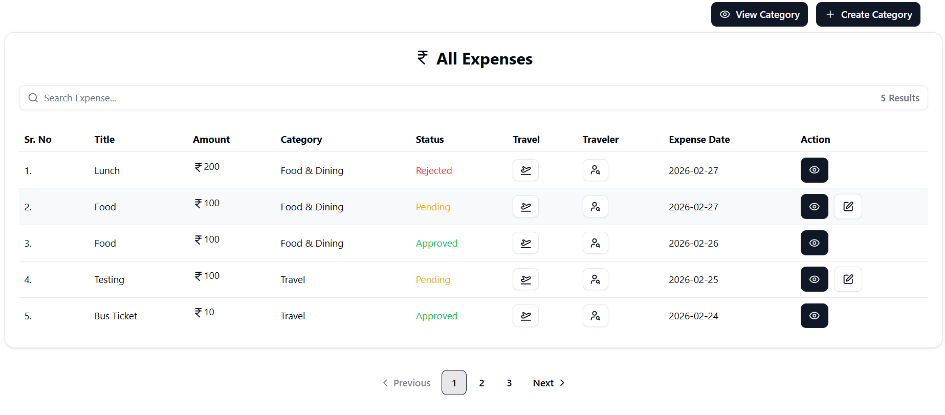 View Category Create Category
₹ All Expenses
Search Expense... 5 Results
Sr. No Title Amount Category Status Travel Traveler Expense Date Action
1. Lunch ₹ 200 Food & Dining Rejected 2026-02-27
2. Food ₹ 100 Food & Dining Pending 2026-02-27
3. Food ₹ 100 Food & Dining Approved 2026-02-26
4. Testing ₹ 100 Travel Pending 2026-02-25
5. Bus Ticket ₹ 10 Travel Approved 2026-02-24
Previous 1 2 3 Next